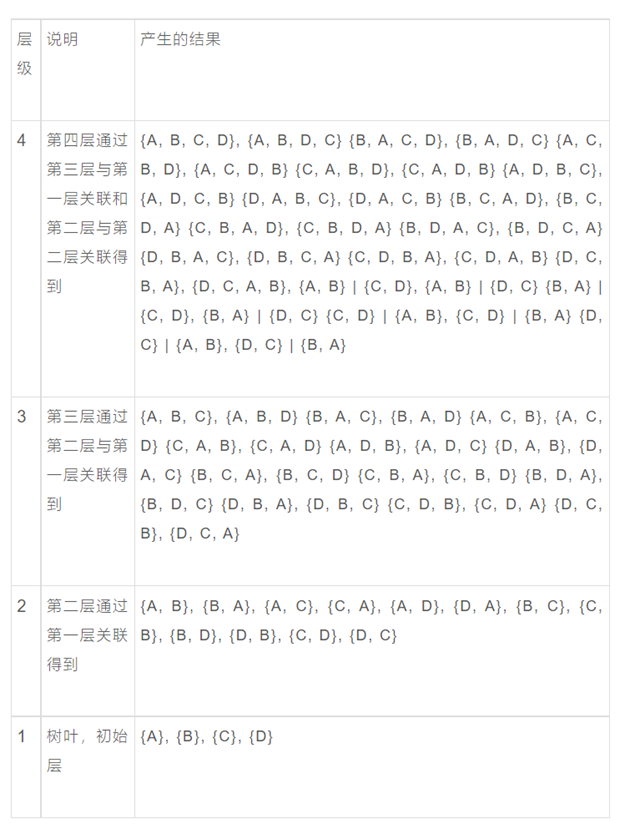 层级 说明 产生的结果
4 第四层通过第三层与第一层关联和第二层与第二层关联得到
{A, B, C, D}, {A, B, D, C} {B, A, C, D}, {B, A, D, C} {A, C,
B, D}, {A, C, D, B} {C, A, B, D}, {C, A, D, B} {A, D, B, C},
{A, D, C, B} {D, A, B, C}, {D, A, C, B} {B, C, A, D}, {B, C,
D, A} {C, B, A, D}, {C, B, D, A} {B, D, A, C}, {B, D, C, A}
{D, B, A, C}, {D, B, C, A} {C, D, B, A}, {C, D, A, B} {D, C,
B, A}, {D, C, A, B}, {A, B} | {C, D}, {A, B} | {D, C} {B, A} |
{C, D}, {B, A} | {D, C} {C, D} | {A, B}, {C, D} | {B, A} {D,
C} | {A, B}, {D, C} | {B, A}
3 第三层通过第二层与第一层关联得到
{A, B, C}, {A, B, D} {B, A, C}, {B, A, D} {A, C, B}, {A, C,
D} {C, A, B}, {C, A, D} {A, D, B}, {A, D, C} {D, A, B}, {D,
A, C} {B, C, A}, {B, C, D} {C, B, A}, {C, B, D} {B, D, A},
{B, D, C} {D, B, A}, {D, B, C} {C, D, B}, {C, D, A} {D, C,
B}, {D, C, A}
2 第二层通过第一层关联得到
{A, B}, {B, A}, {A, C}, {C, A}, {A, D}, {D, A}, {B, C}, {C,
B}, {B, D}, {D, B}, {C, D}, {D, C}
1 树叶，初始层
{A}, {B}, {C}, {D}